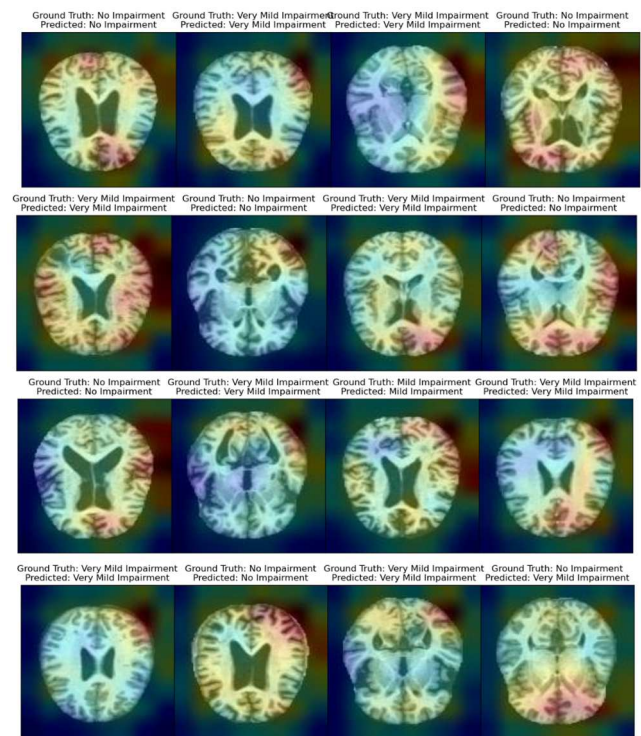 Ground Truth: No Impairment
Predicted: No Impairment
Ground Truth: Very Mild Impairment
Predicted: Very Mild Impairment
Ground Truth: Very Mild Impairment
Predicted: Very Mild Impairment
Ground Truth: No Impairment
Predicted: No Impairment
Ground Truth: Very Mild Impairment
Predicted: Very Mild Impairment
Ground Truth: No Impairment
Predicted: No Impairment
Ground Truth: Very Mild Impairment
Predicted: Very Mild Impairment
Ground Truth: No Impairment
Predicted: No Impairment
Ground Truth: No Impairment
Predicted: No Impairment
Ground Truth: Very Mild Impairment
Predicted: Very Mild Impairment
Ground Truth: Mild Impairment
Predicted: Mild Impairment
Ground Truth: Very Mild Impairment
Predicted: Very Mild Impairment
Ground Truth: Very Mild Impairment
Predicted: Very Mild Impairment
Ground Truth: No Impairment
Predicted: No Impairment
Ground Truth: Very Mild Impairment
Predicted: Very Mild Impairment
Ground Truth: No Impairment
Predicted: Very Mild Impairment